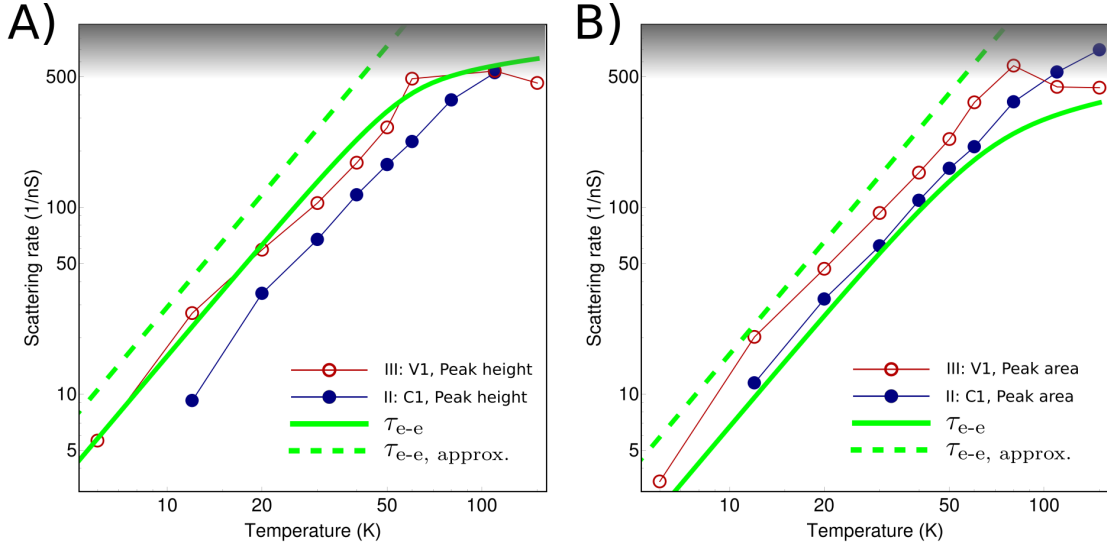 A)
500
100
50
10
5
Scattering rate (1/nS)
10
20
50
100
Temperature (K)
III: V1, Peak height
II: C1, Peak height
τe-e
τe-e, approx.
B)
500
100
50
10
5
Scattering rate (1/nS)
10
20
50
100
Temperature (K)
III: V1, Peak area
II: C1, Peak area
τe-e
τe-e, approx.